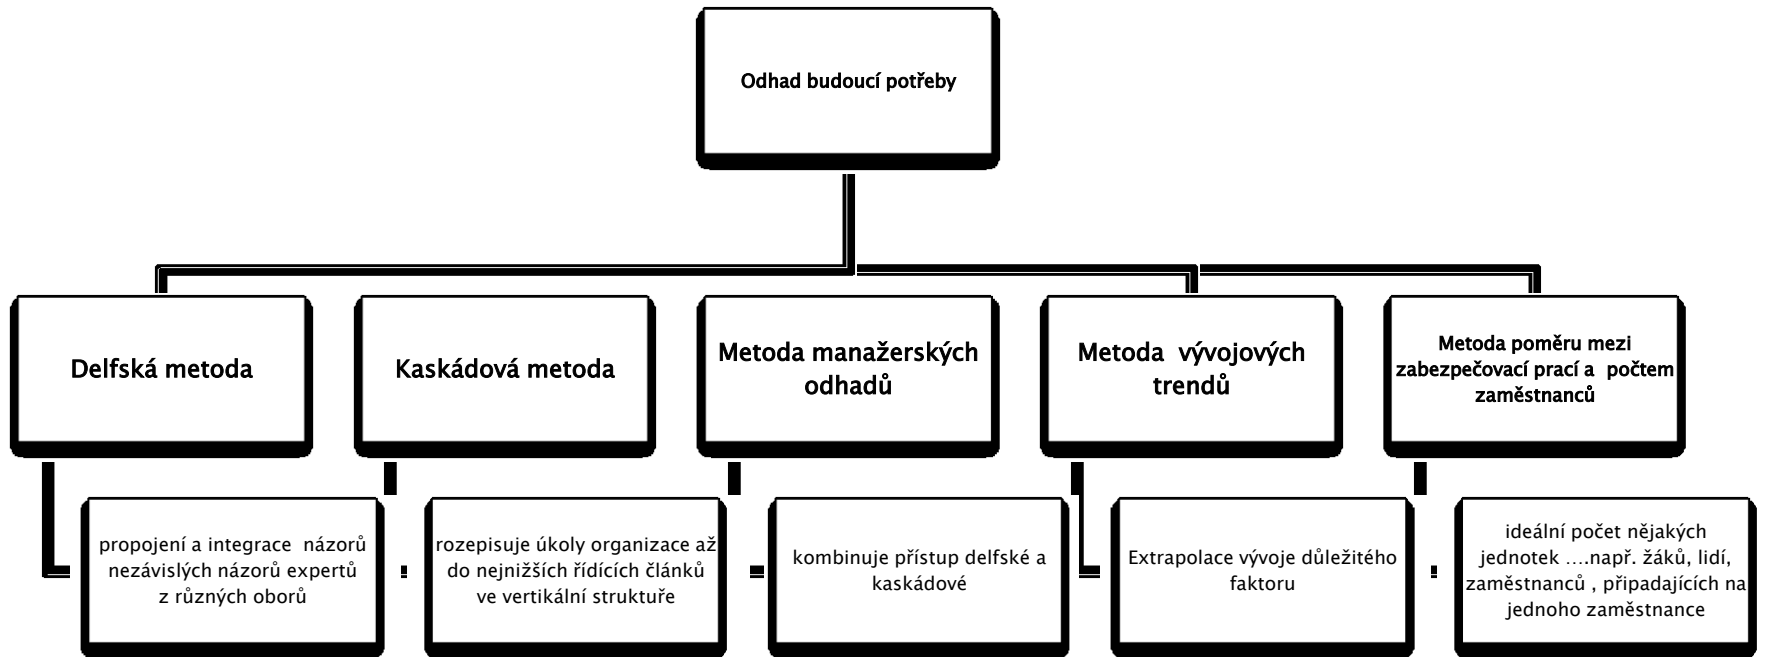 Odhad budoucí potřeby
Delfská metoda
Kaskádová metoda
Metoda manažerských
odhadů
Metoda vývojových
trendů
Metoda poměru mezi
zabezpečovací prací a počtem
zaměstnanců
propojení a integrace názorů
nezávislých názorů expertů
z různých oborů
rozepisuje úkoly organizace až
do nejnižších řídících článků
ve vertikální struktuře
kombinuje přístup delfské a
kaskádové
Extrapolace vývoje důležitého
faktoru
ideální počet nějakých
jednotek ....např. žáků, lidí,
zaměstnanců , připadajících na
jednoho zaměstnance